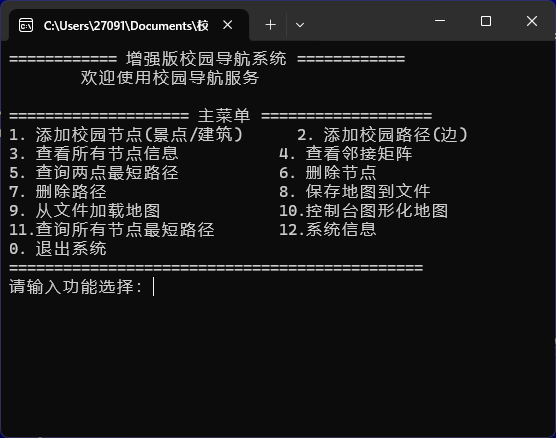 C:\Users\27091\Documents\校
============ 增强版校园导航系统 ============
欢迎使用校园导航服务
==================== 主菜单 ===================
1. 添加校园节点(景点/建筑) 2. 添加校园路径(边)
3. 查看所有节点信息 4. 查看邻接矩阵
5. 查询两点最短路径 6. 删除节点
7. 删除路径 8. 保存地图到文件
9. 从文件加载地图 10.控制台图形化地图
11.查询所有节点最短路径 12.系统信息
0. 退出系统
==============================================
请输入功能选择: